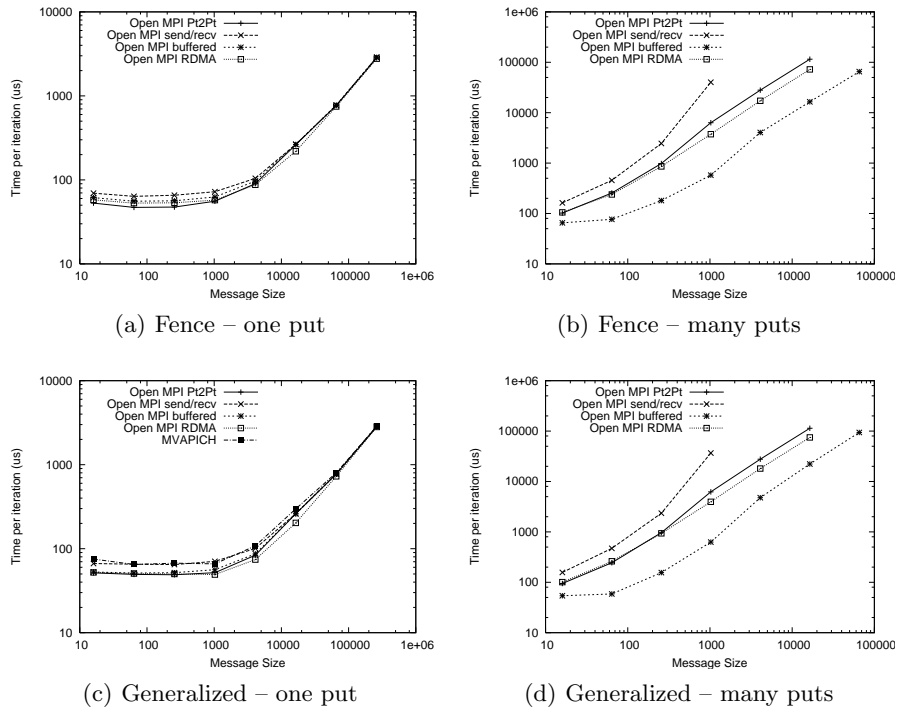 10000
1000
100
10
Time per iteration (us)
Open MPI Pt2Pt
Open MPI send/recv
Open MPI buffered
Open MPI RDMA
10 100 1000 10000 100000 1e+06
Message Size
(a) Fence – one put
1e+06
100000
10000
1000
100
10
Time per iteration (us)
Open MPI Pt2Pt
Open MPI send/recv
Open MPI buffered
Open MPI RDMA
10 100 1000 10000 100000
Message Size
(b) Fence – many puts
10000
1000
100
10
Time per iteration (us)
Open MPI Pt2Pt
Open MPI send/recv
Open MPI buffered
Open MPI RDMA
MVAPICH
10 100 1000 10000 100000 1e+06
Message Size
(c) Generalized – one put
1e+06
100000
10000
1000
100
10
Time per iteration (us)
Open MPI Pt2Pt
Open MPI send/recv
Open MPI buffered
Open MPI RDMA
10 100 1000 10000 100000
Message Size
(d) Generalized – many puts